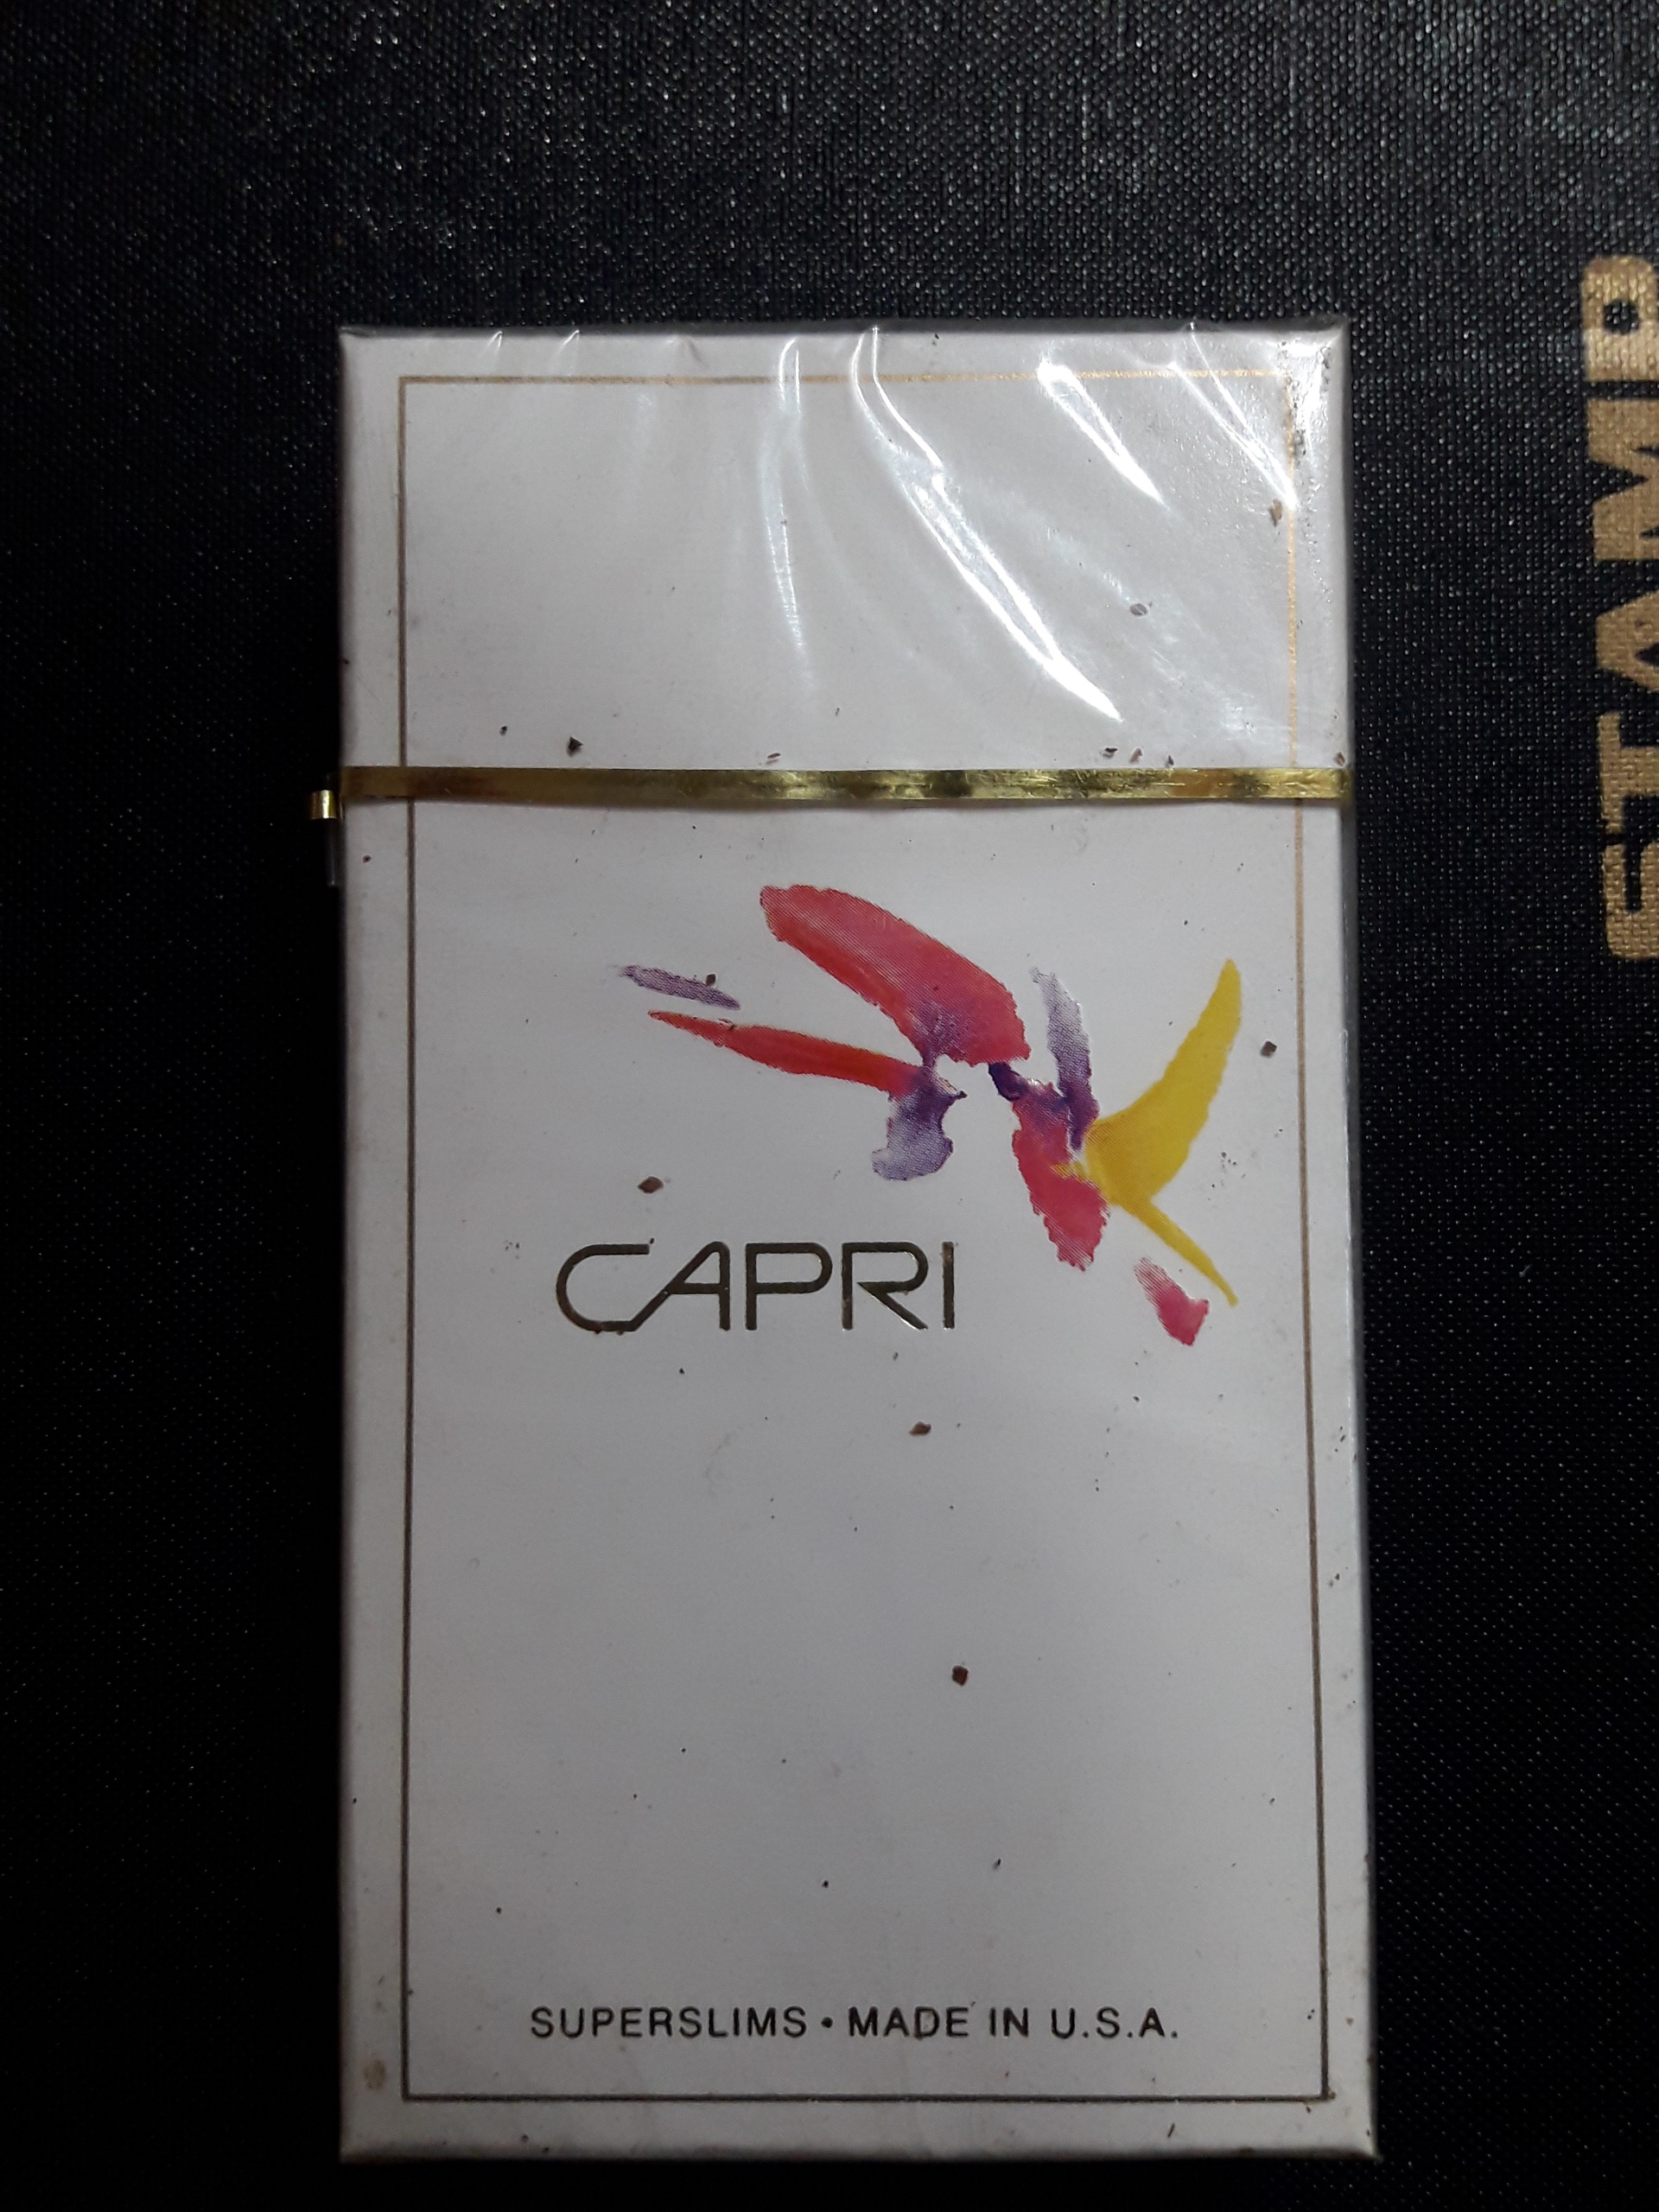 CAPRI
SUPERSLIMS • MADE IN U.S.A.
STAMP